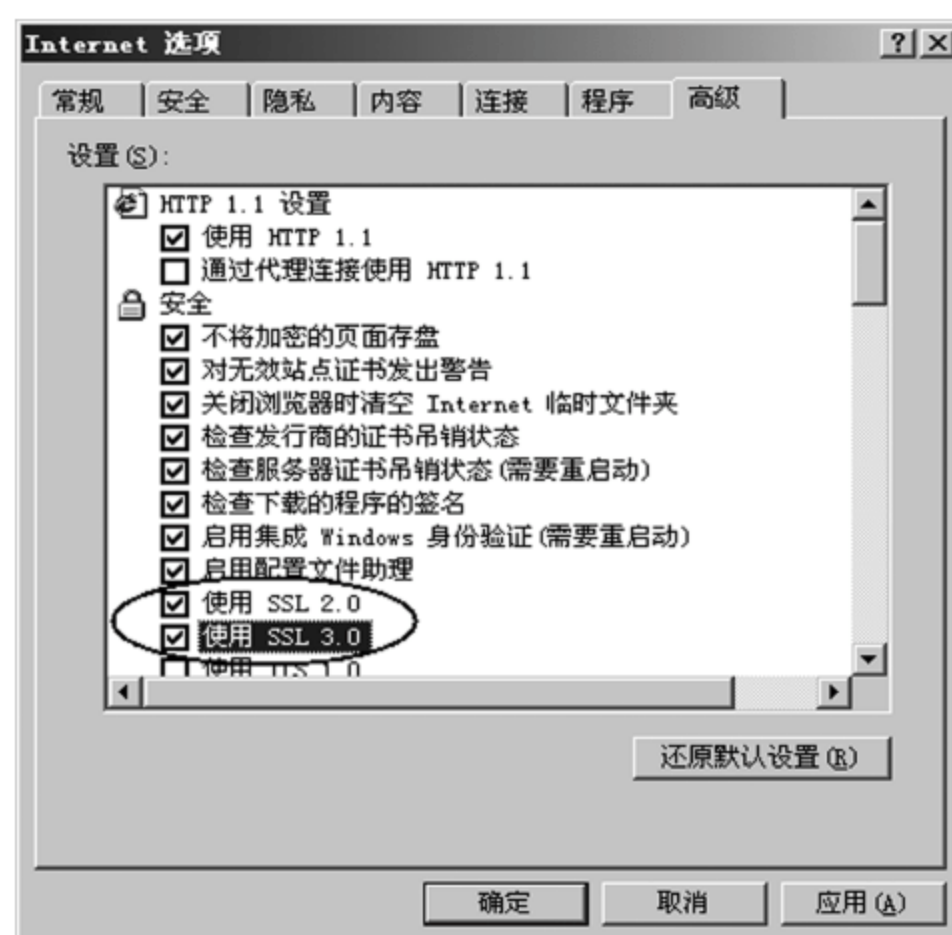 Internet 选项
常规 安全 隐私 内容 连接 程序 高级
设置(S):
HTTP 1.1 设置
使用 HTTP 1.1
通过代理连接使用 HTTP 1.1
安全
不将加密的页面存盘
对无效站点证书发出警告
关闭浏览器时清空 Internet 临时文件夹
检查发行商的证书吊销状态
检查服务器证书吊销状态(需要重启动)
检查下载的程序的签名
启用集成 Windows 身份验证(需要重启动)
启用配置文件助理
使用 SSL 2.0
使用 SSL 3.0
使用 TLS 1.0
还原默认设置(R)
确定 取消 应用(A)